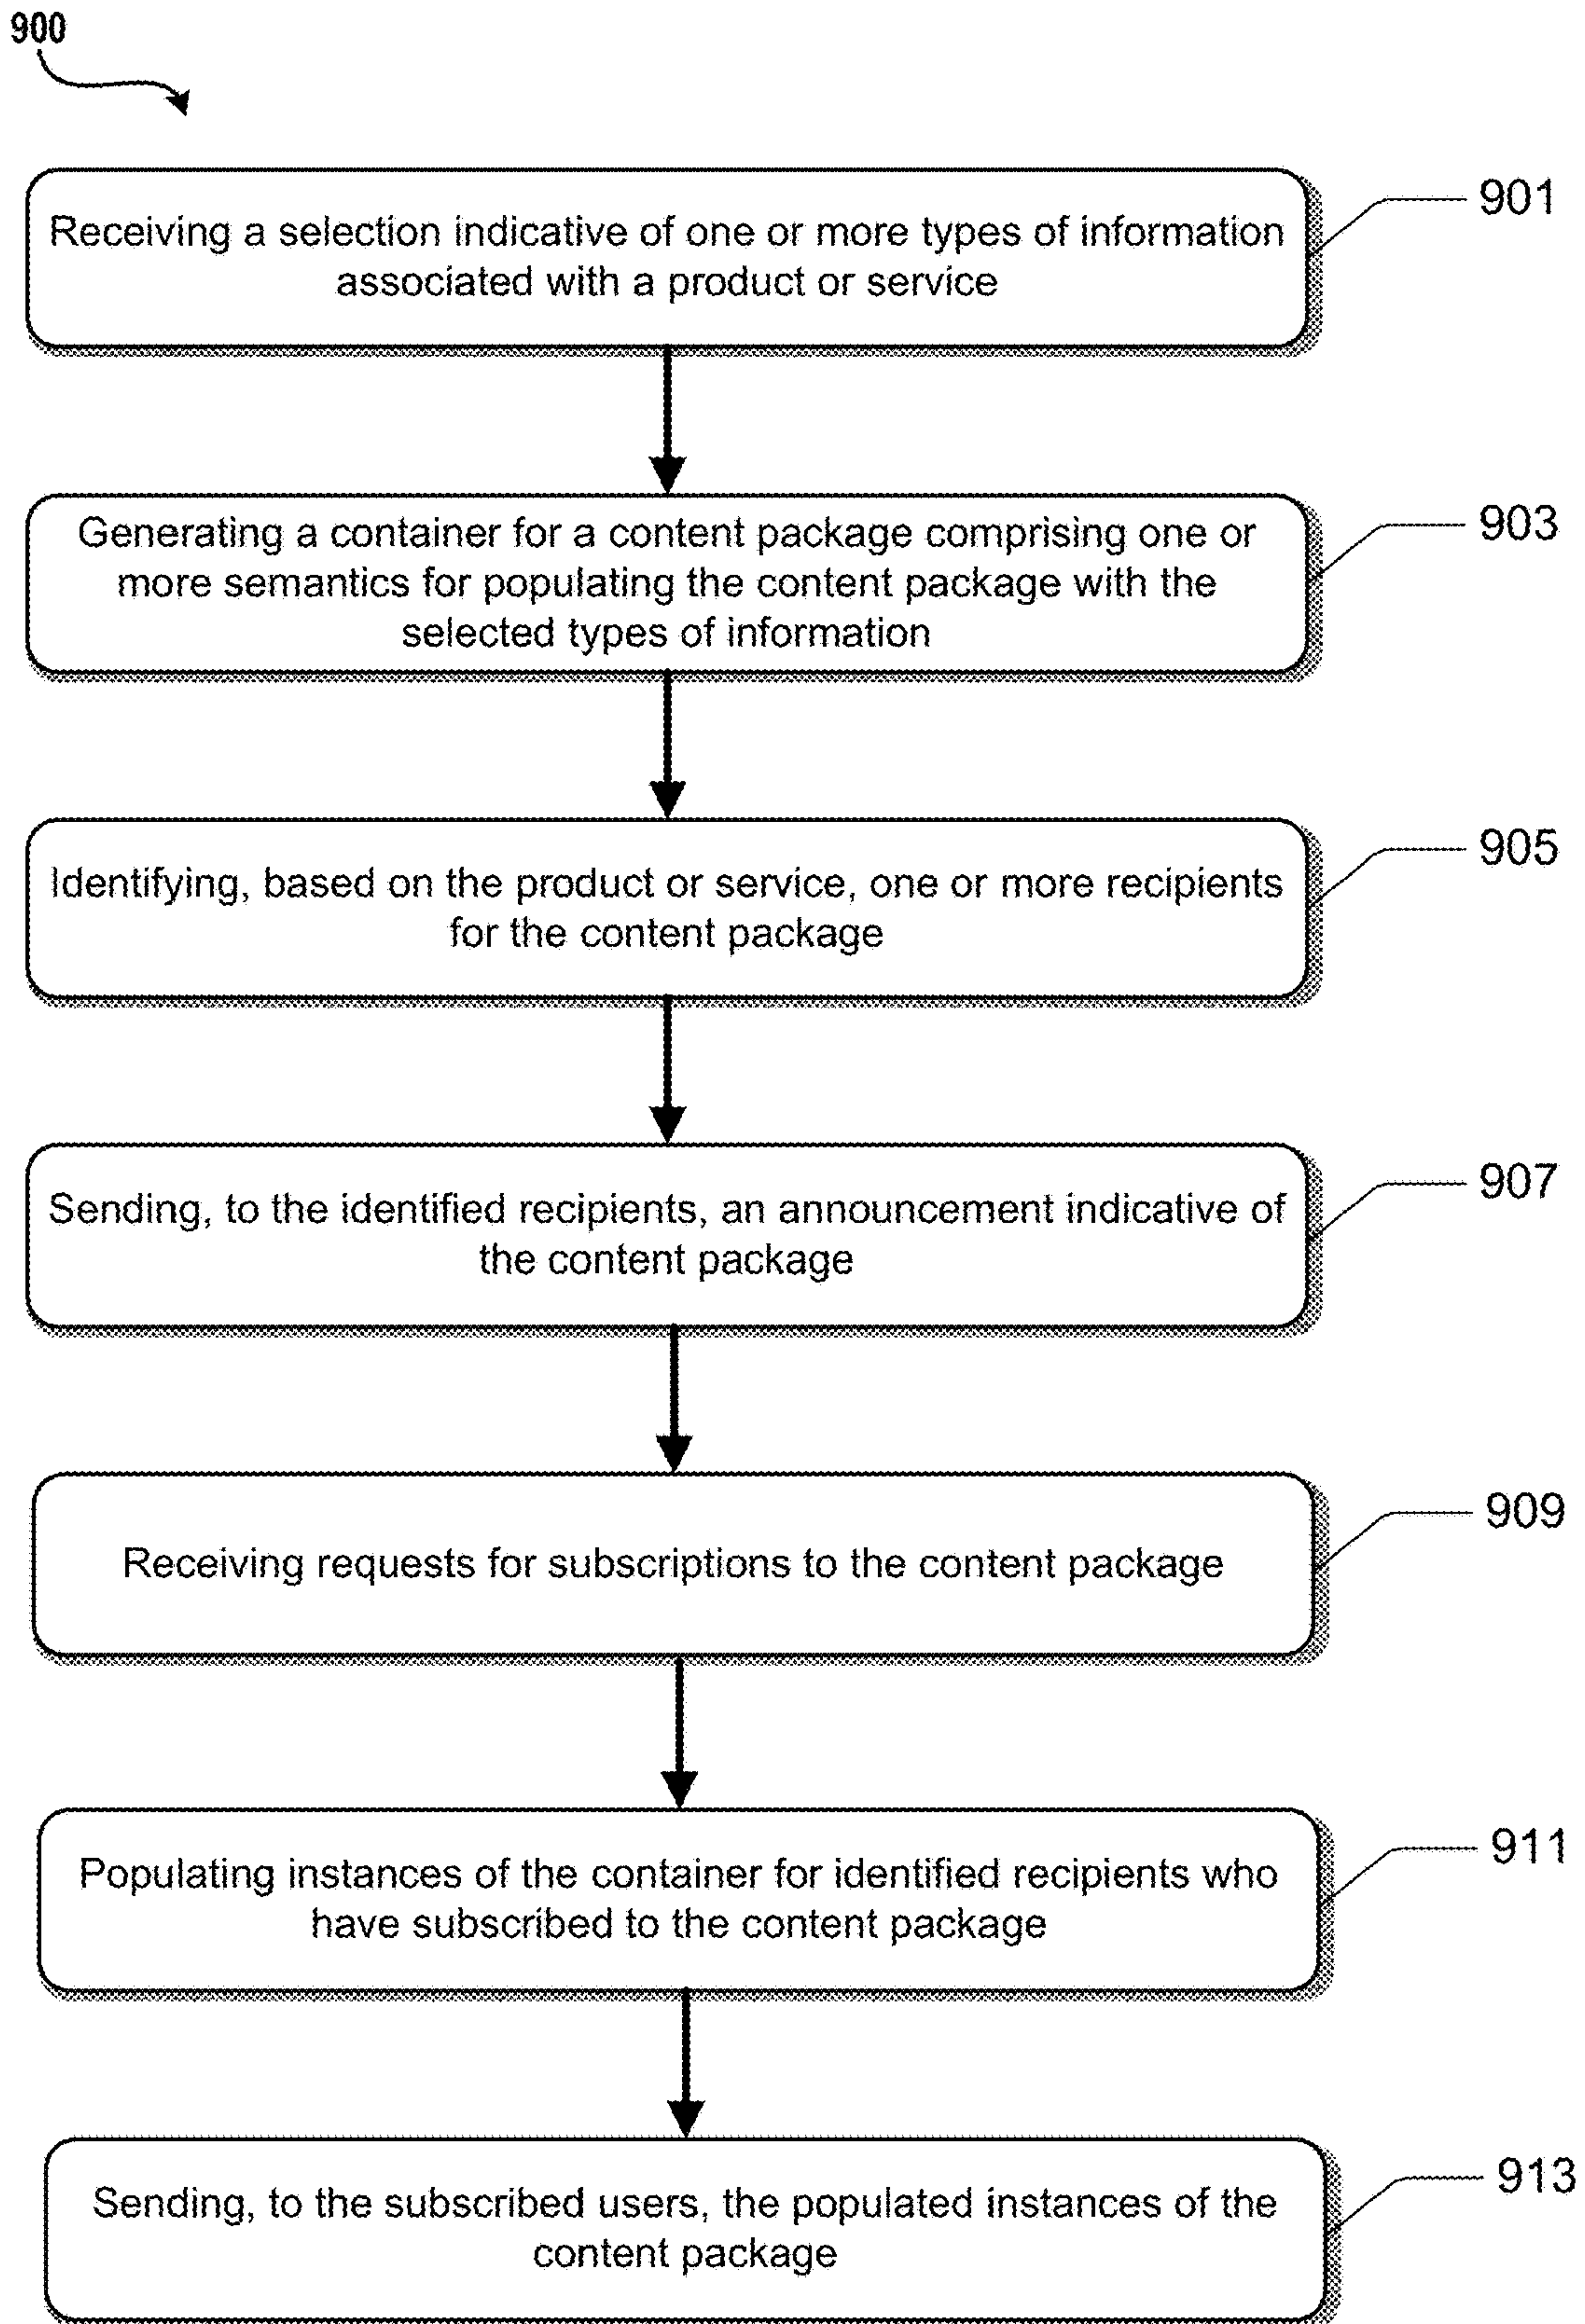 900
Receiving a selection indicative of one or more types of information
associated with a product or service
901
Generating a container for a content package comprising one or
more semantics for populating the content package with the
selected types of information
903
Identifying, based on the product or service, one or more recipients
for the content package
905
Sending, to the identified recipients, an announcement indicative of
the content package
907
Receiving requests for subscriptions to the content package
909
Populating instances of the container for identified recipients who
have subscribed to the content package
911
Sending, to the subscribed users, the populated instances of the
content package
913